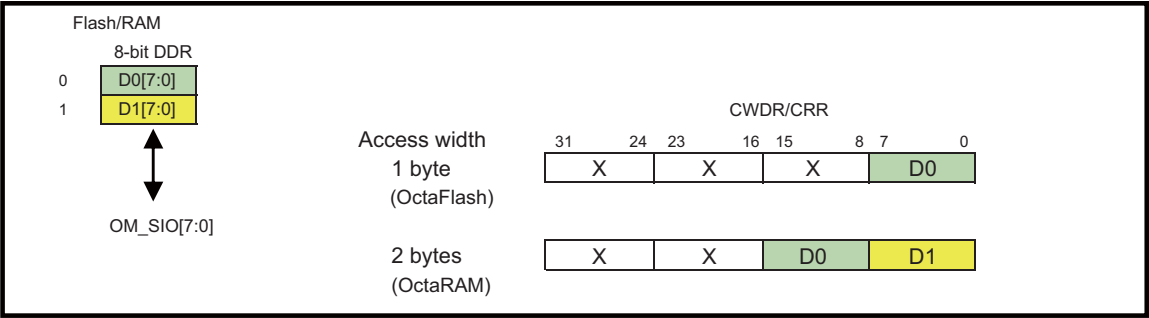 Flash/RAM
8-bit DDR
0 D0[7:0]
1 D1[7:0]
OM_SIO[7:0]
CWDR/CRR
Access width 31 24 23 16 15 8 7 0
1 byte X X X D0
(OctaFlash)
2 bytes X X D0 D1
(OctaRAM)